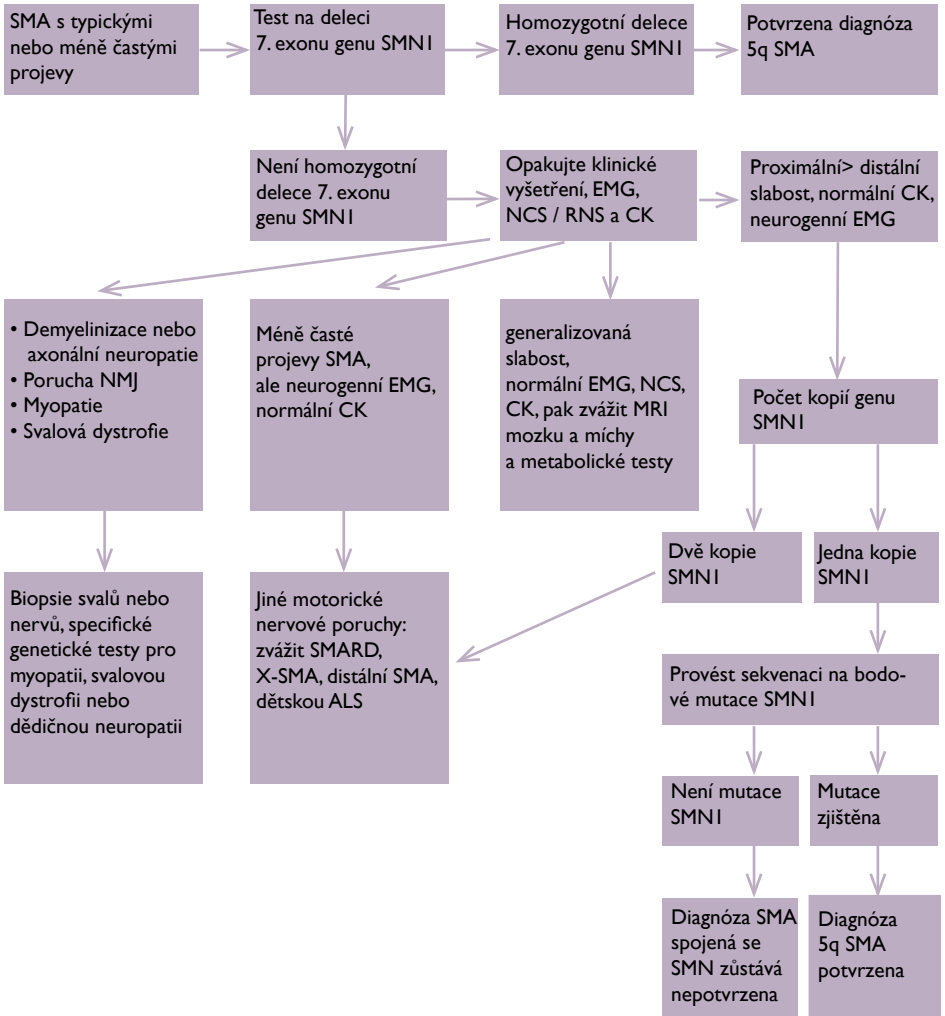 SMA s typickými
nebo méně častými
projevy
Test na deleci
7. exonu genu SMN1
Homozygotní delece
7. exonu genu SMN1
Potvrzena diagnóza
5q SMA
Není homozygotní
delece 7. exonu
genu SMN1
Opakujte klinické
vyšetření, EMG,
NCS / RNS a CK
Proximální> distální
slabost, normální CK,
neurogenní EMG
• Demyelinizace nebo
axonální neuropatie
• Porucha NMJ
• Myopatie
• Svalová dystrofie
Méně časté
projevy SMA,
ale neurogenní EMG,
normální CK
generalizovaná
slabost,
normální EMG, NCS,
CK, pak zvážit MRI
mozku a míchy
a metabolické testy
Počet kopií genu
SMN1
Dvě kopie
SMN1
Jedna kopie
SMN1
Biopsie svalů nebo
nervů, specifické
genetické testy pro
myopatii, svalovou
dystrofii nebo
dědičnou neuropatii
Jiné motorické
nervové poruchy:
zvážit SMARD,
X-SMA, distální SMA,
dětskou ALS
Provést sekvenaci na bodo-
vé mutace SMN1
Není mutace
SMN1
Mutace
zjištěna
Diagnóza SMA
spojená se
SMN zůstává
nepotvrzena
Diagnóza
5q SMA
potvrzena